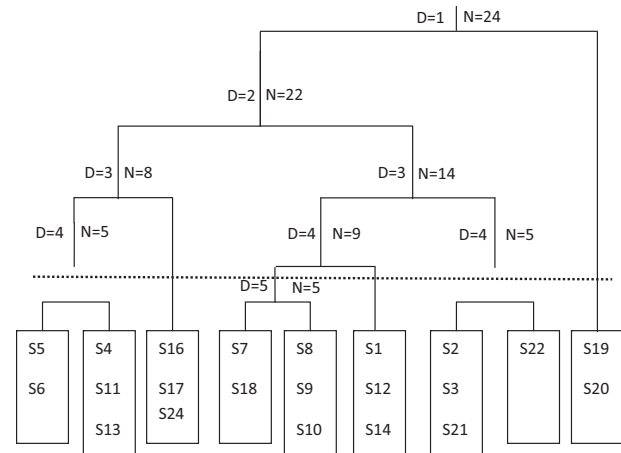 D=1 N=24
D=2 N=22
D=3 N=8 D=3 N=14
D=4 N=5 D=4 N=9 D=4 N=5
D=5 N=5
S5 S4 S16 S7 S8 S1 S2 S22 S19
S6 S11 S17 S18 S9 S12 S3 S20
S24
S13 S10 S14 S21